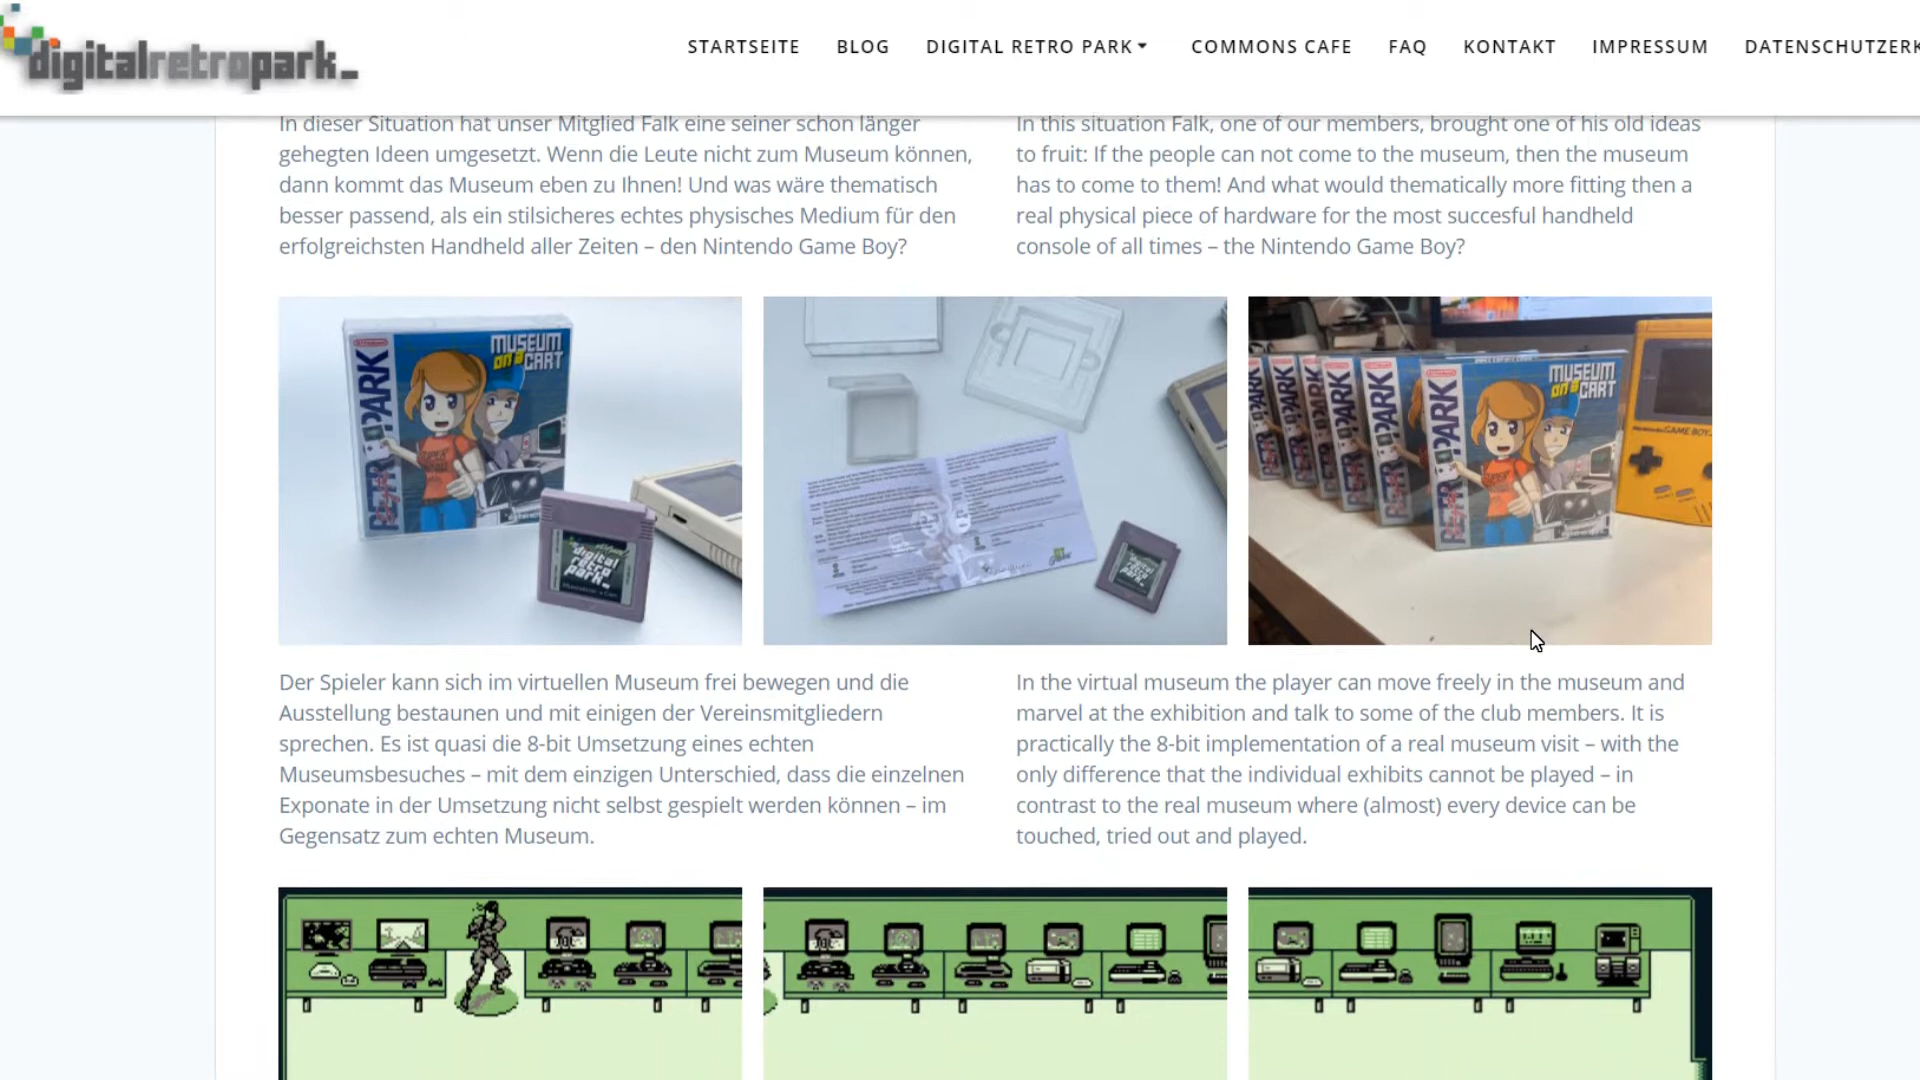 digitalretropark_
STARTSEITE
BLOG
DIGITAL RETRO PARK
COMMONS CAFE
FAQ
KONTAKT
IMPRESSUM
DATENSCHUTZERK
In dieser Situation hat unser Mitglied Falk eine seiner schon länger
gehegten Ideen umgesetzt. Wenn die Leute nicht zum Museum können,
dann kommt das Museum eben zu Ihnen! Und was wäre thematisch
besser passend, als ein stilsicheres echtes physisches Medium für den
erfolgreichsten Handheld aller Zeiten – den Nintendo Game Boy?
In this situation Falk, one of our members, brought one of his old ideas
to fruit: If the people can not come to the museum, then the museum
has to come to them! And what would thematically more fitting then a
real physical piece of hardware for the most succesful handheld
console of all times – the Nintendo Game Boy?
MUSEUM
on a CART
RETRO PARK
digital
retro
park_
MUSEUM
on a CART
PARK
GAME BOY
Der Spieler kann sich im virtuellen Museum frei bewegen und die
Ausstellung bestaunen und mit einigen der Vereinsmitgliedern
sprechen. Es ist quasi die 8-bit Umsetzung eines echten
Museumsbesuches – mit dem einzigen Unterschied, dass die einzelnen
Exponate in der Umsetzung nicht selbst gespielt werden können – im
Gegensatz zum echten Museum.
In the virtual museum the player can move freely in the museum and
marvel at the exhibition and talk to some of the club members. It is
practically the 8-bit implementation of a real museum visit – with the
only difference that the individual exhibits cannot be played – in
contrast to the real museum where (almost) every device can be
touched, tried out and played.